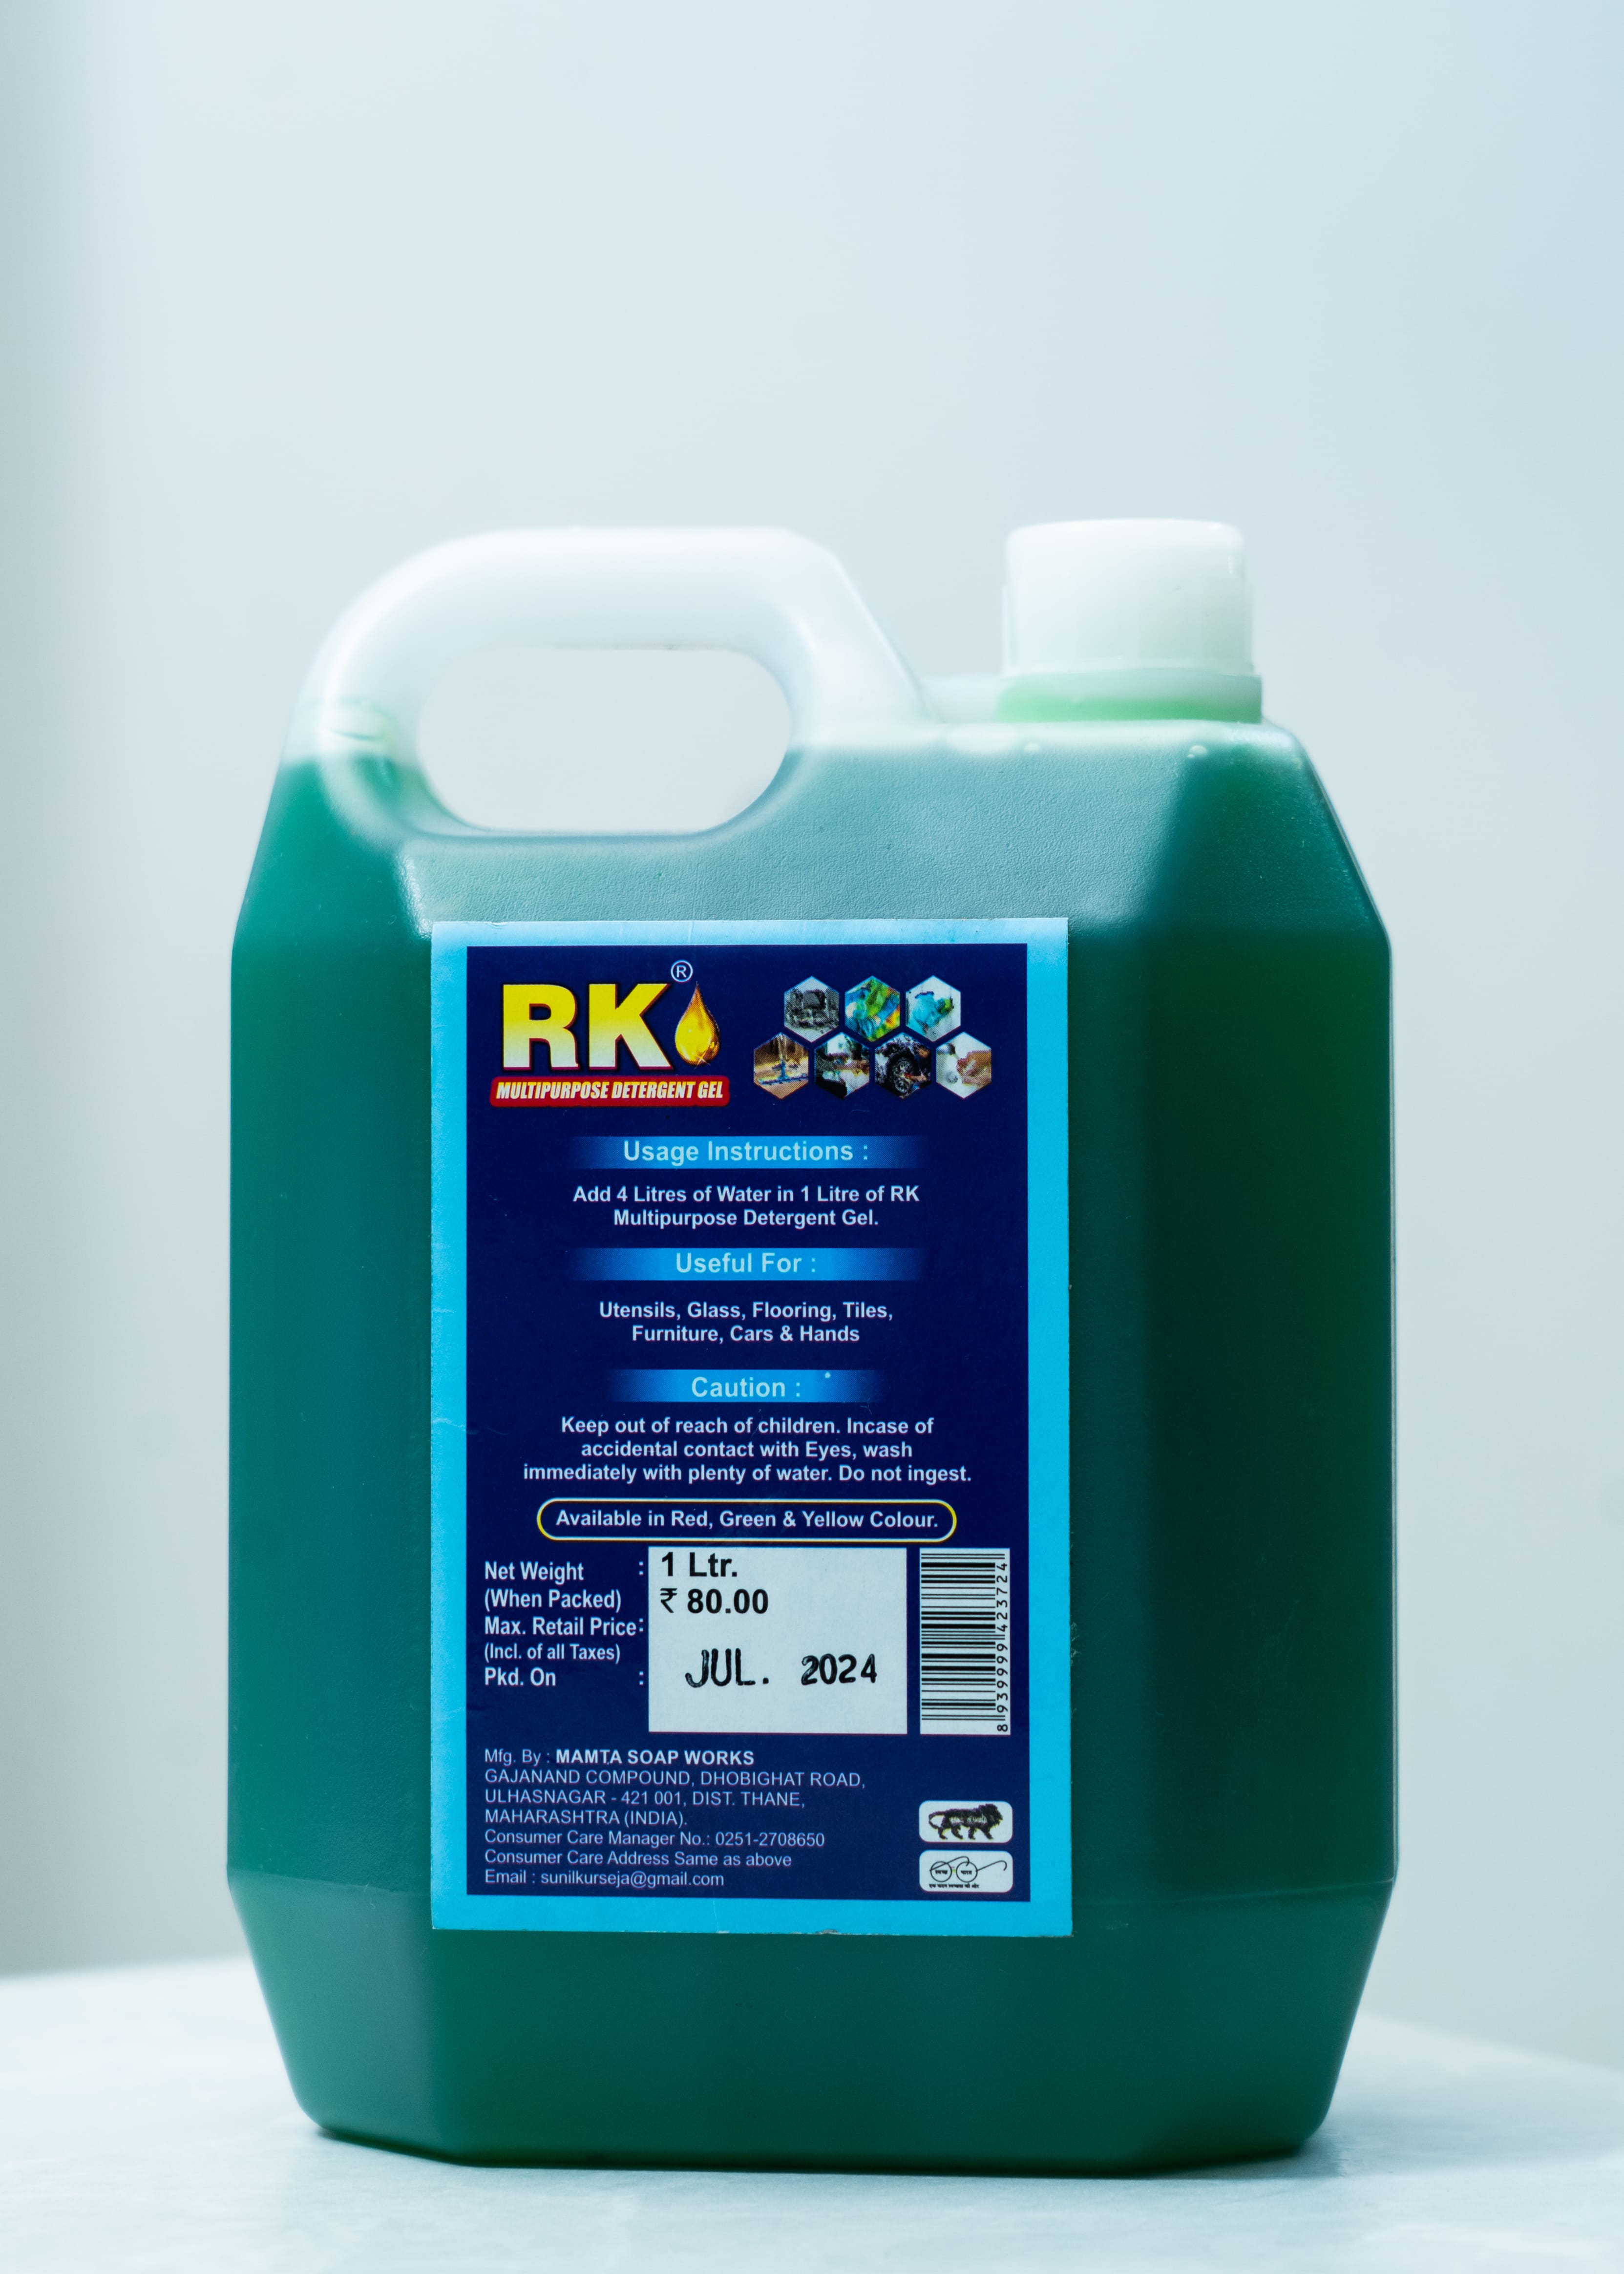 RK®
MULTIPURPOSE DETERGENT GEL
Usage Instructions :
Add 4 Litres of Water in 1 Litre of RK
Multipurpose Detergent Gel.
Useful For :
Utensils, Glass, Flooring, Tiles,
Furniture, Cars & Hands
Caution :
Keep out of reach of children. Incase of
accidental contact with Eyes, wash
immediately with plenty of water. Do not ingest.
Available in Red, Green & Yellow Colour.
Net Weight : 1 Ltr.
(When Packed) ₹ 80.00
Max. Retail Price:
(Incl. of all Taxes)
Pkd. On : JUL. 2024
8 939999 423724
Mfg. By : MAMTA SOAP WORKS
GAJANAND COMPOUND, DHOBIGHAT ROAD,
ULHASNAGAR - 421 001, DIST. THANE,
MAHARASHTRA (INDIA).
Consumer Care Manager No.: 0251-2708650
Consumer Care Address Same as above
Email : sunilkurseja@gmail.com